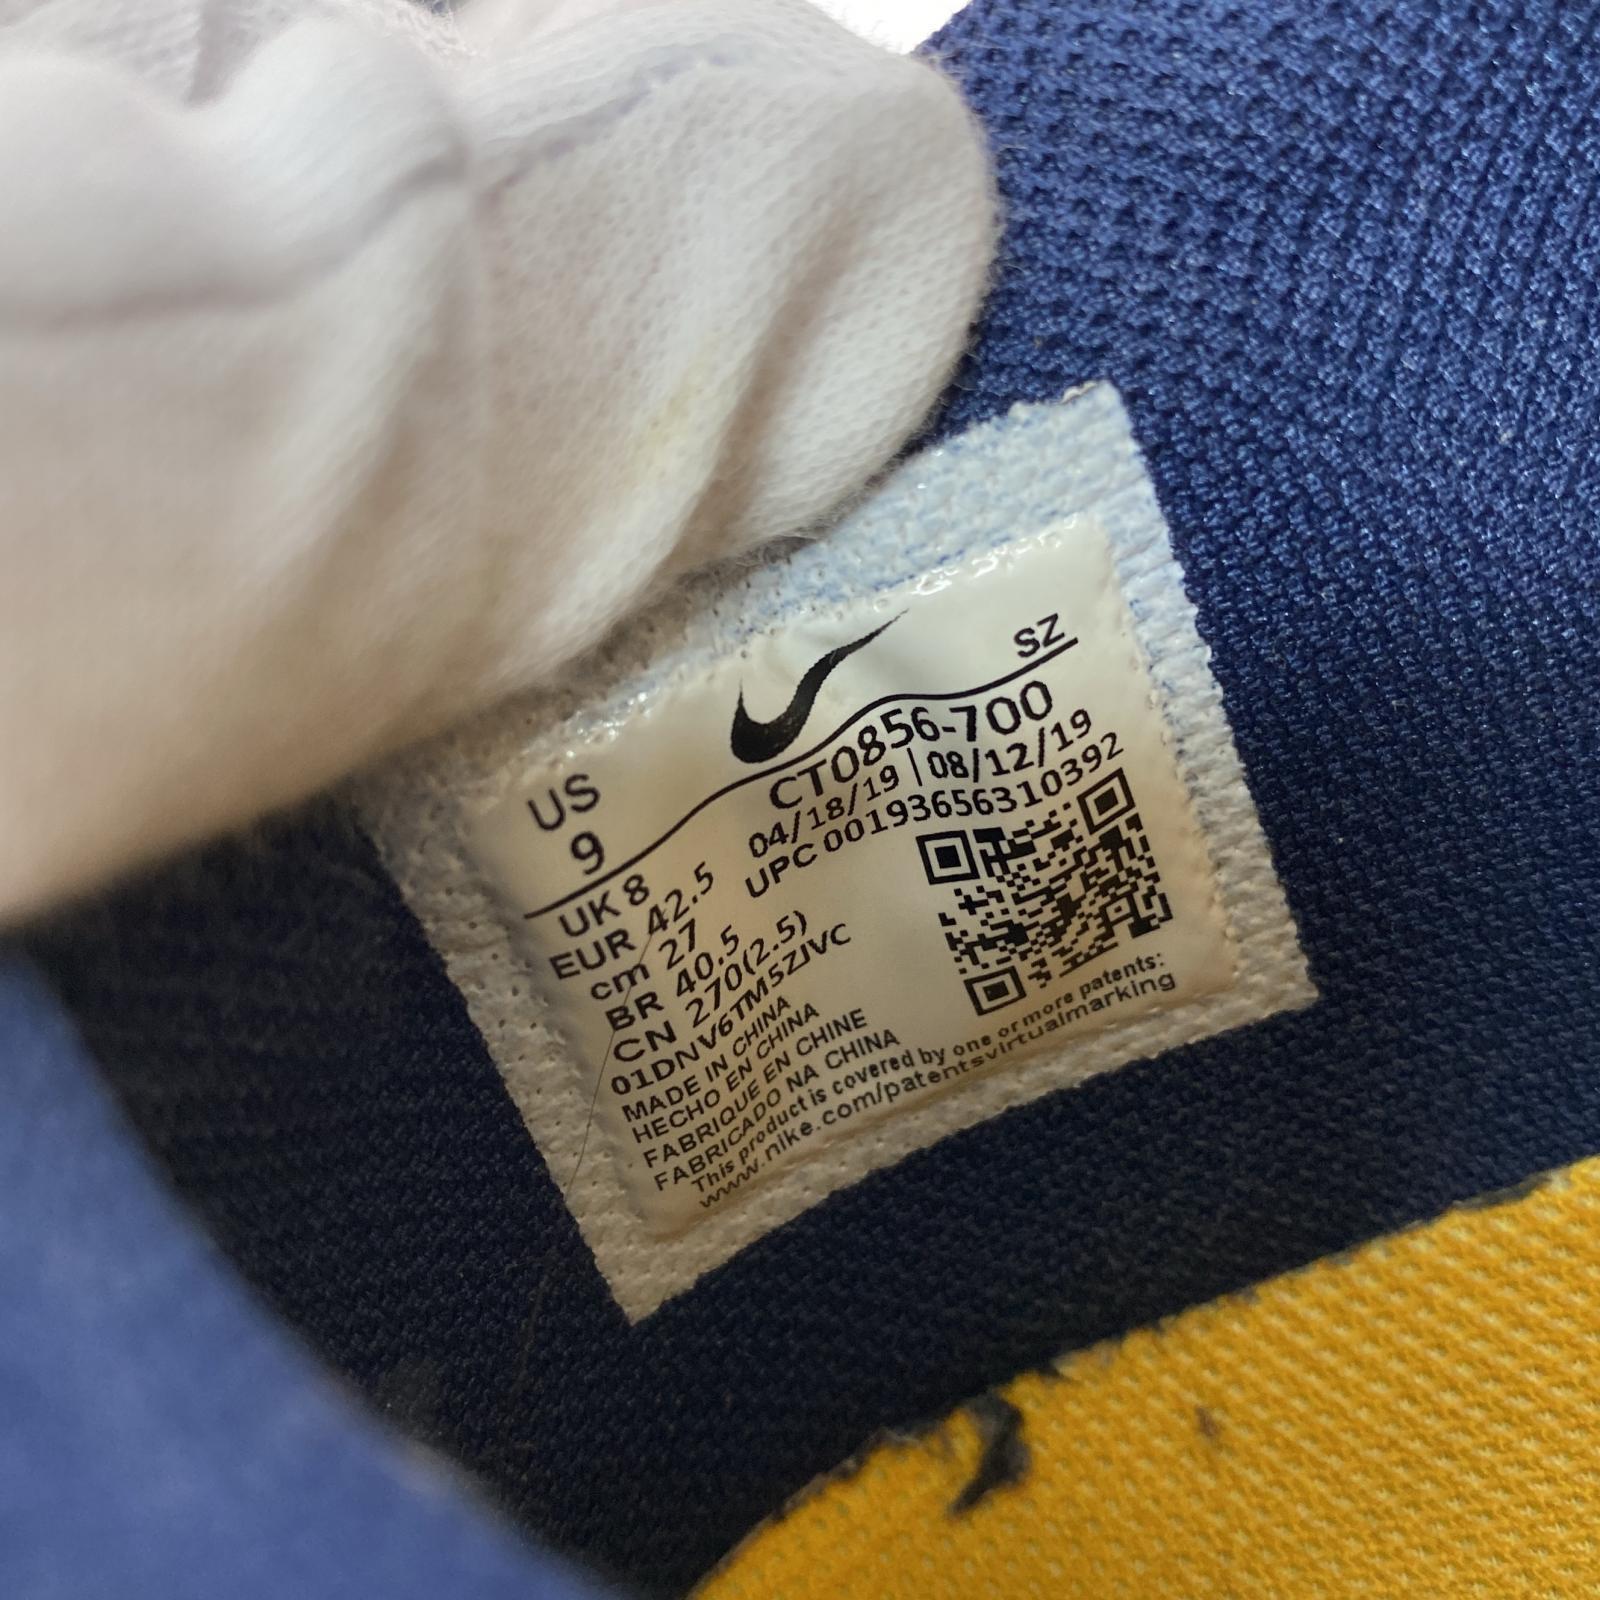 SZ
US
9
CT0856-700
04/18/19 | 08/12/19
UPC 00193656310392
UK 8
EUR 42.5
cm 27
BR 40.5
CN 270(2.5)
01DNV6TM5ZJVC
MADE IN CHINA
HECHO EN CHINA
FABRIQUE EN CHINE
FABRICADO NA CHINA
This product is covered by one or more patents:
www.nike.com/patentsvirtualmarking